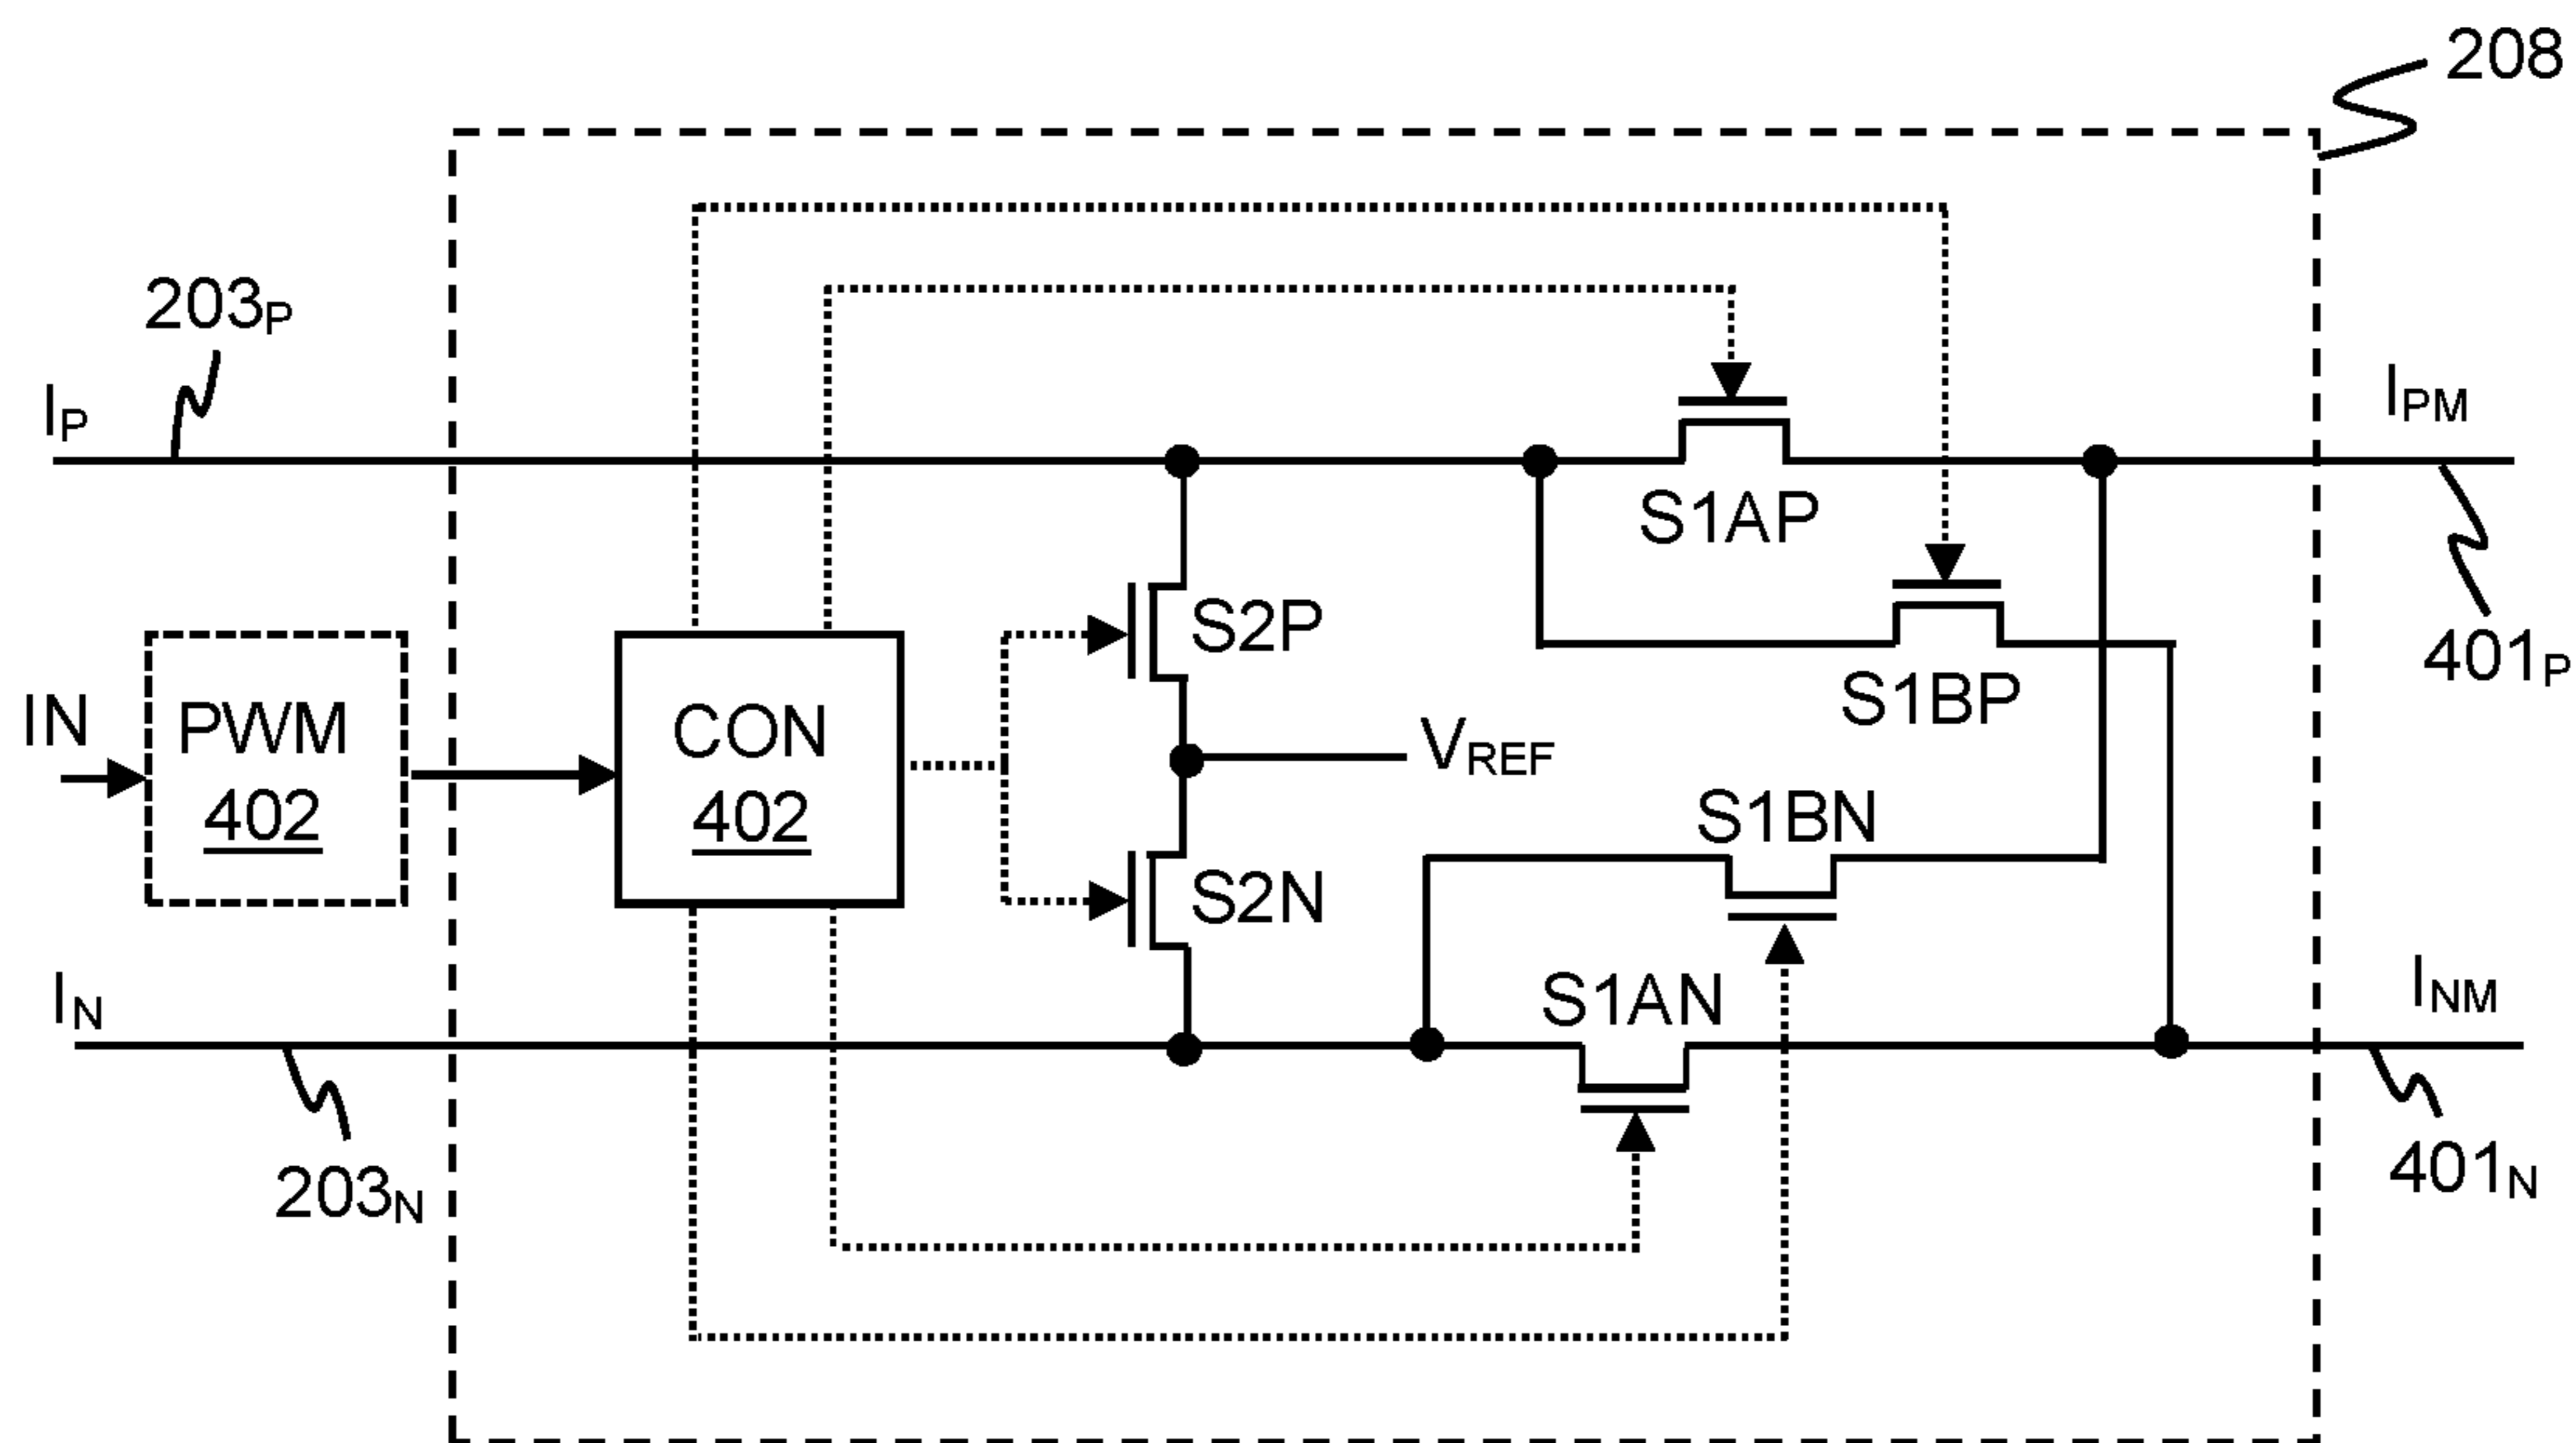 208
203P
IP
IPM
S1AP
401P
S2P
S1BP
IN
PWM
402
CON
402
VREF
S1BN
S2N
IN
S1AN
INM
203N
401N